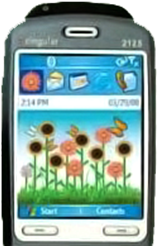 cingular 2125
2:14 PM 03/29/08
Start Contacts